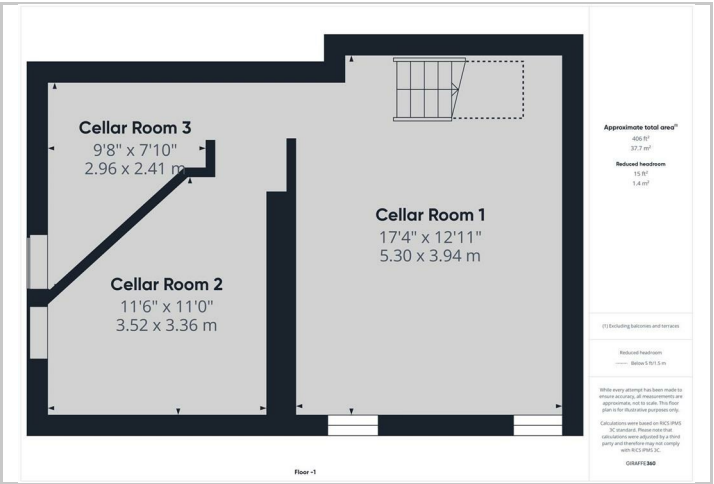 Cellar Room 3
9'8" x 7'10"
2.96 x 2.41 m
Cellar Room 1
17'4" x 12'11"
5.30 x 3.94 m
Cellar Room 2
11'6" x 11'0"
3.52 x 3.36 m
Floor -1
Approximate total area⁽¹⁾
406 ft²
37.7 m²
Reduced headroom
15 ft²
1.4 m²
(1) Excluding balconies and terraces
Reduced headroom
Below 5 ft/1.5 m
While every attempt has been made to
ensure accuracy, all measurements are
approximate, not to scale. This floor
plan is for illustrative purposes only.
Calculations were based on RICS IPMS
3C standard. Please note that
calculations were adjusted by a third
party and therefore may not comply
with RICS IPMS 3C.
GIRAFFE360